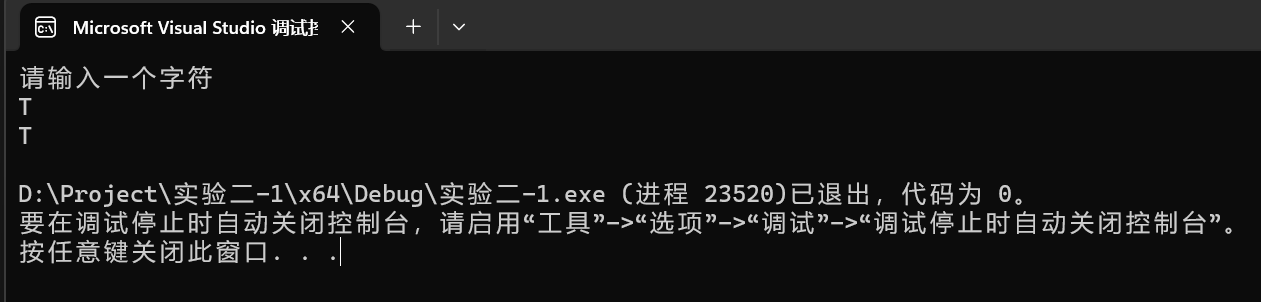 Microsoft Visual Studio 调试
请输入一个字符
T
T
D:\Project\实验二-1\x64\Debug\实验二-1.exe (进程 23520)已退出，代码为 0。
要在调试停止时自动关闭控制台，请启用“工具”->“选项”->“调试”->“调试停止时自动关闭控制台”。
按任意键关闭此窗口. . .